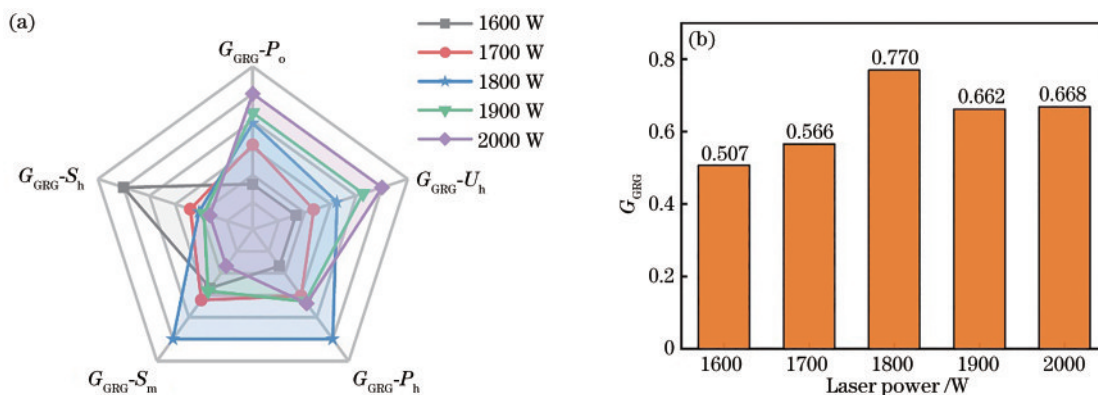 (a)
1600 W
1700 W
1800 W
1900 W
2000 W
G_GRG-P_o
G_GRG-U_h
G_GRG-P_h
G_GRG-S_m
G_GRG-S_h
(b)
G_GRG
0.8
0.6
0.4
0.2
0
0.507
0.566
0.770
0.662
0.668
1600 1700 1800 1900 2000
Laser power /W